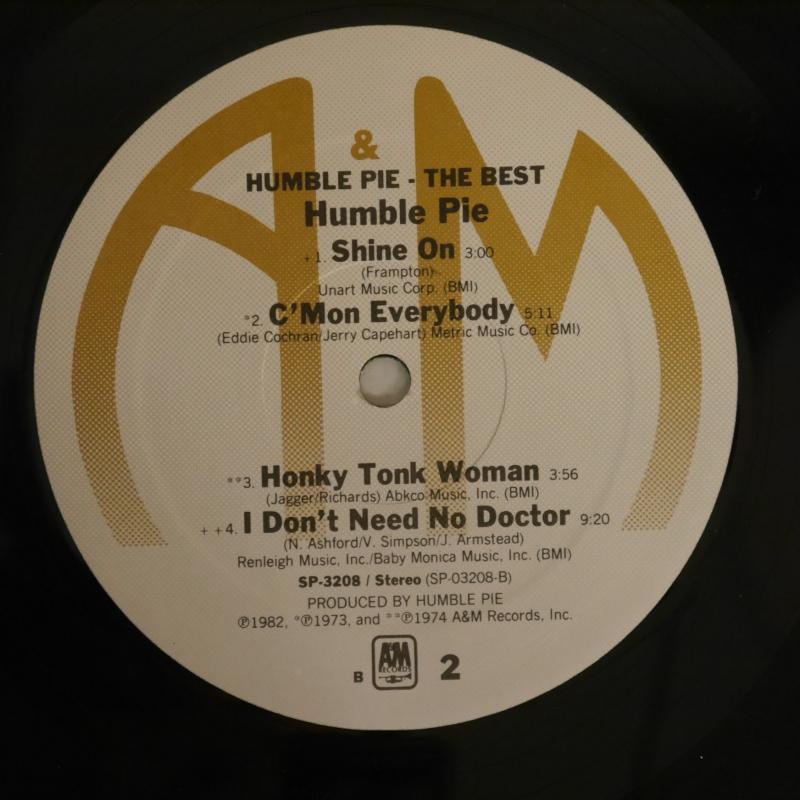 A&M
HUMBLE PIE - THE BEST
Humble Pie
+ 1. Shine On 3:00
(Frampton)
Unart Music Corp. (BMI)
*2. C'Mon Everybody 5:11
(Eddie Cochran/Jerry Capehart) Metric Music Co. (BMI)
**3. Honky Tonk Woman 3:56
(Jagger/Richards) Abkco Music, Inc. (BMI)
+ +4. I Don't Need No Doctor 9:20
(N. Ashford/V. Simpson/J. Armstead)
Renleigh Music, Inc./Baby Monica Music, Inc. (BMI)
SP-3208 / Stereo (SP-03208-B)
PRODUCED BY HUMBLE PIE
℗1982, *℗1973, and **℗1974 A&M Records, Inc.
B A&M RECORDS 2